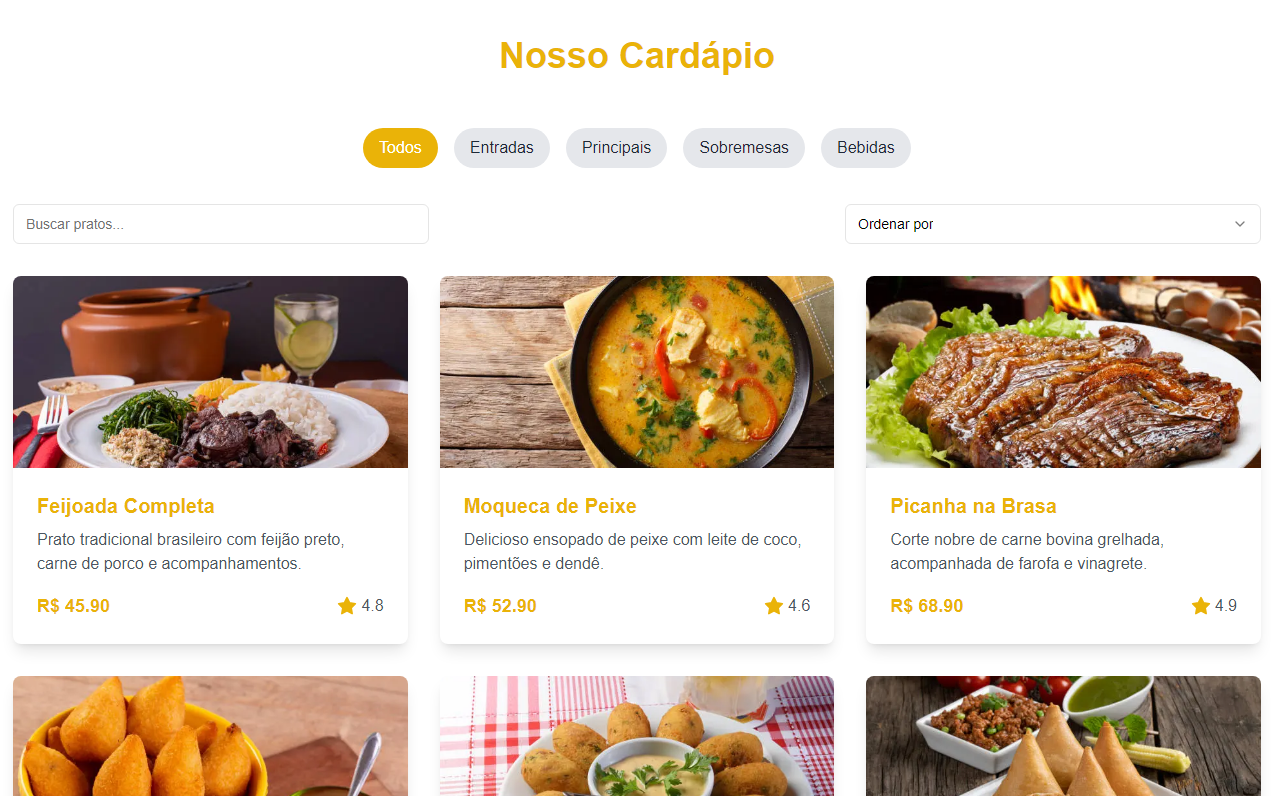 Nosso Cardápio
Todos
Entradas
Principais
Sobremesas
Bebidas
Buscar pratos...
Ordenar por
Feijoada Completa
Prato tradicional brasileiro com feijão preto,
carne de porco e acompanhamentos.
R$ 45.90
4.8
Moqueca de Peixe
Delicioso ensopado de peixe com leite de coco,
pimentões e dendê.
R$ 52.90
4.6
Picanha na Brasa
Corte nobre de carne bovina grelhada,
acompanhada de farofa e vinagrete.
R$ 68.90
4.9